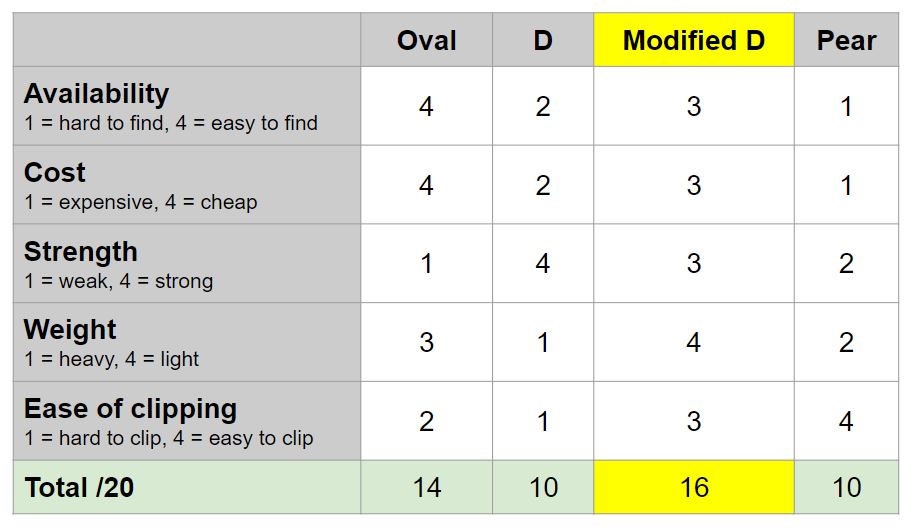 Oval D Modified D Pear
Availability
1 = hard to find, 4 = easy to find
4 2 3 1
Cost
1 = expensive, 4 = cheap
4 2 3 1
Strength
1 = weak, 4 = strong
1 4 3 2
Weight
1 = heavy, 4 = light
3 1 4 2
Ease of clipping
1 = hard to clip, 4 = easy to clip
2 1 3 4
Total /20 14 10 16 10